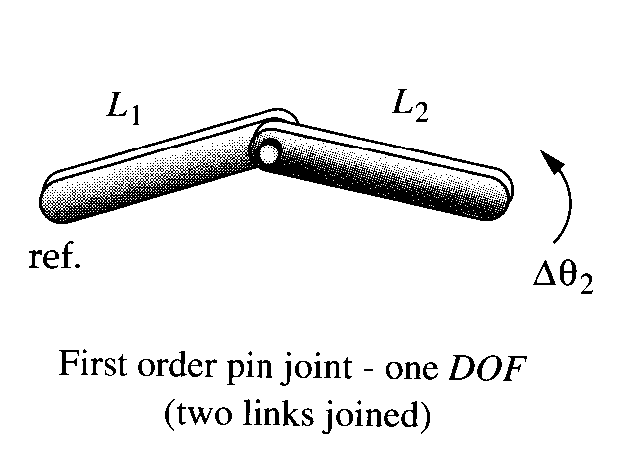 L₁
L₂
ref.
Δθ₂
First order pin joint - one DOF
(two links joined)